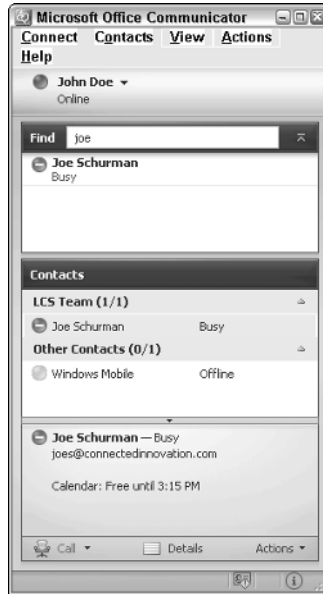 Microsoft Office Communicator
Connect Contacts View Actions
Help
John Doe
Online
Find joe
Joe Schurman
Busy
Contacts
LCS Team (1/1)
Joe Schurman Busy
Other Contacts (0/1)
Windows Mobile Offline
Joe Schurman — Busy
joes@connectedinnovation.com
Calendar: Free until 3:15 PM
Call Details Actions